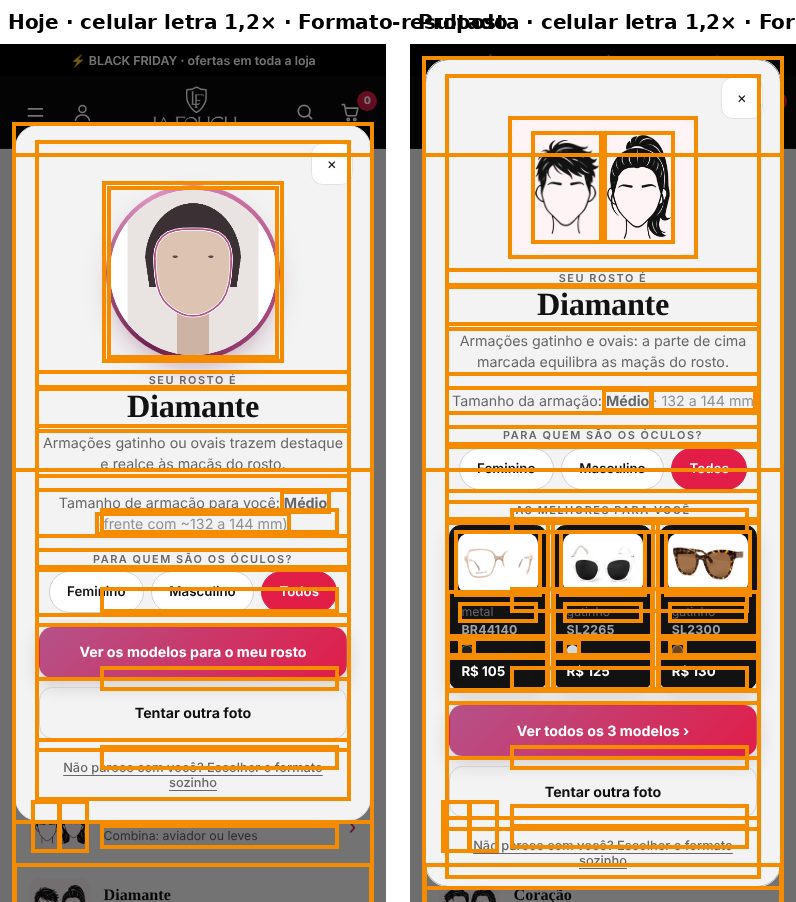 Hoje · celular letra 1,2× · Formato-resultado
Proposta · celular letra 1,2× · For
⚡ BLACK FRIDAY · ofertas em toda a loja
0
×
SEU ROSTO É
Diamante
Armações gatinho ou ovais trazem destaque
e realce às maçãs do rosto.
Tamanho de armação para você: Médio
frente com ~132 a 144 mm)
PARA QUEM SÃO OS ÓCULOS?
Feminino Masculino Todos
Ver os modelos para o meu rosto
Tentar outra foto
Não parece com você? Escolher o formato
sozinho
Combina: aviador ou leves ›
Diamante
×
SEU ROSTO É
Diamante
Armações gatinho e ovais: a parte de cima
marcada equilibra as maçãs do rosto.
Tamanho da armação: Médio · 132 a 144 mm
PARA QUEM SÃO OS ÓCULOS?
Feminino Masculino Todos
AS MELHORES PARA VOCÊ
metal gatinho gatinho
BR44140 SL2265 SL2300
R$ 105 R$ 125 R$ 130
Ver todos os 3 modelos ›
Tentar outra foto
Não parece com você? Escolher o formato
sozinho
Coração